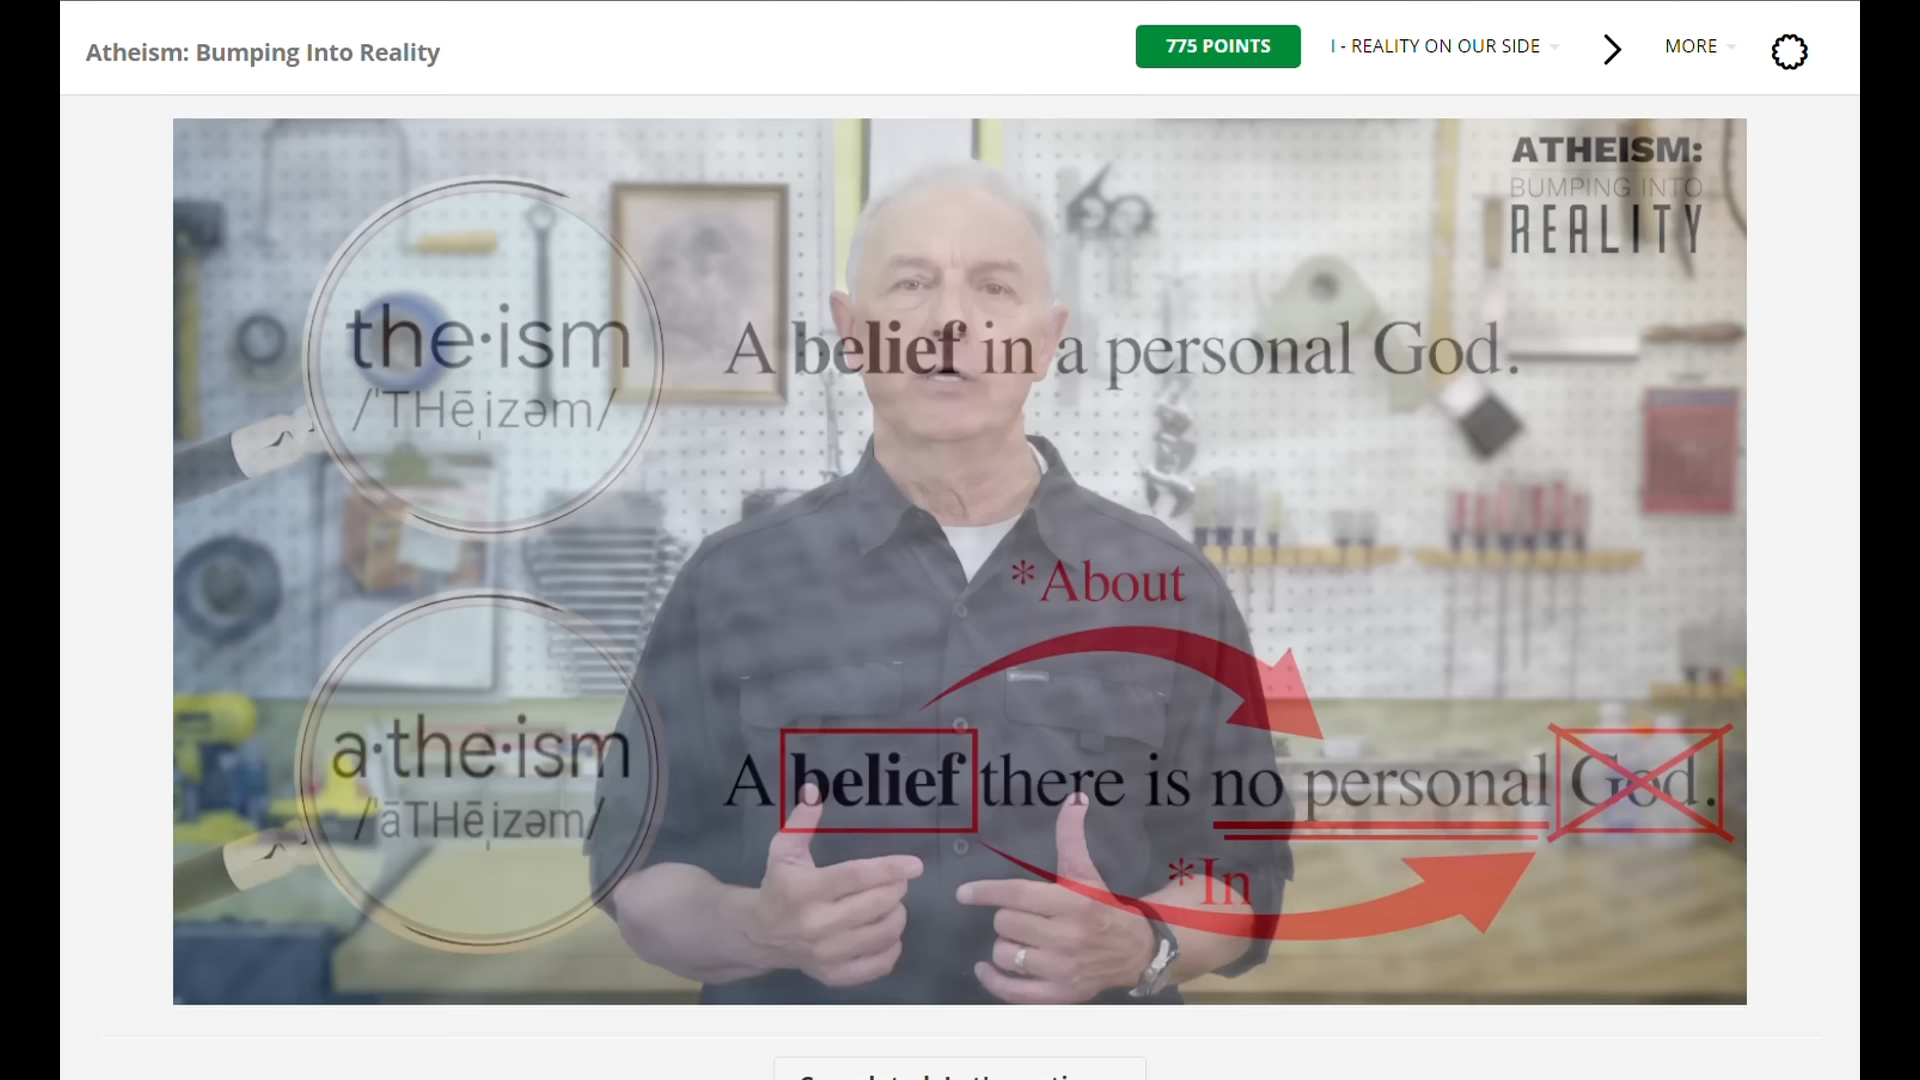 Atheism: Bumping Into Reality
775 POINTS
I - REALITY ON OUR SIDE
MORE
ATHEISM:
BUMPING INTO
REALITY
the·ism
/ˈTHēˌizəm/
A belief in a personal God.
*About
a·the·ism
/ˈāTHēˌizəm/
A belief there is no personal God.
*In